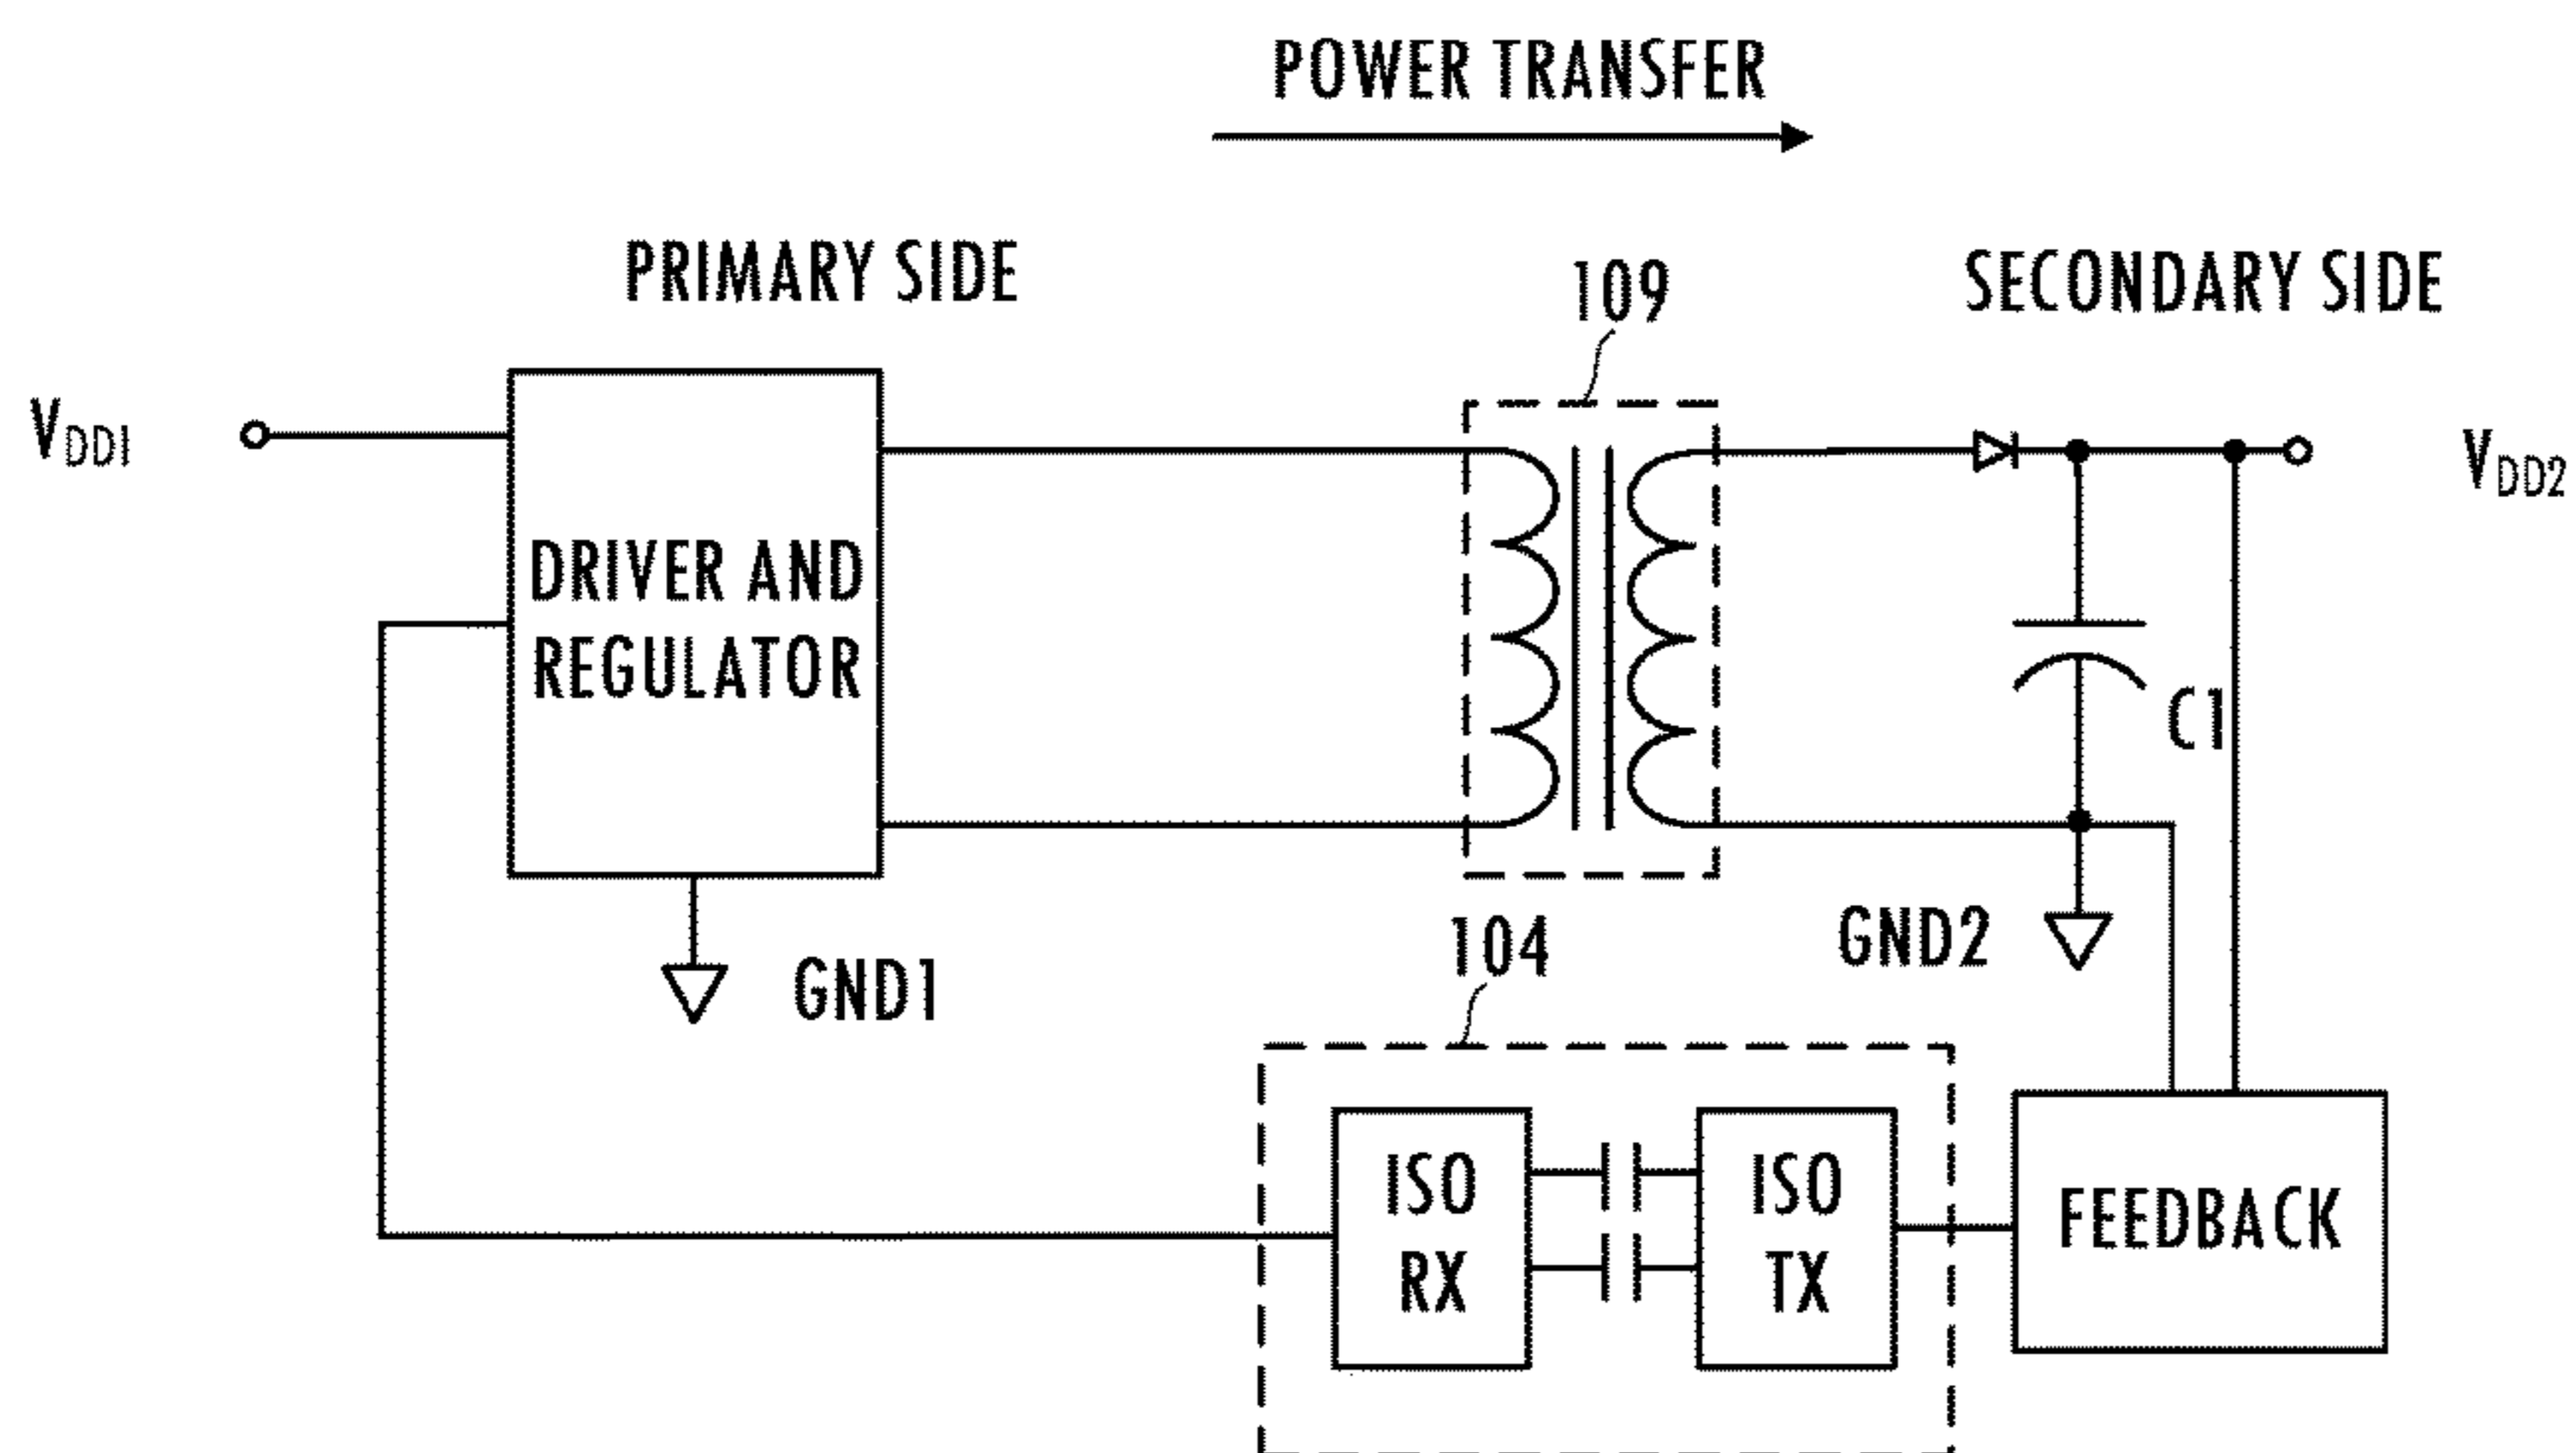 POWER TRANSFER
PRIMARY SIDE
109
SECONDARY SIDE
VDD1
VDD2
DRIVER AND
REGULATOR
C1
GND1
104
GND2
ISO
RX
ISO
TX
FEEDBACK